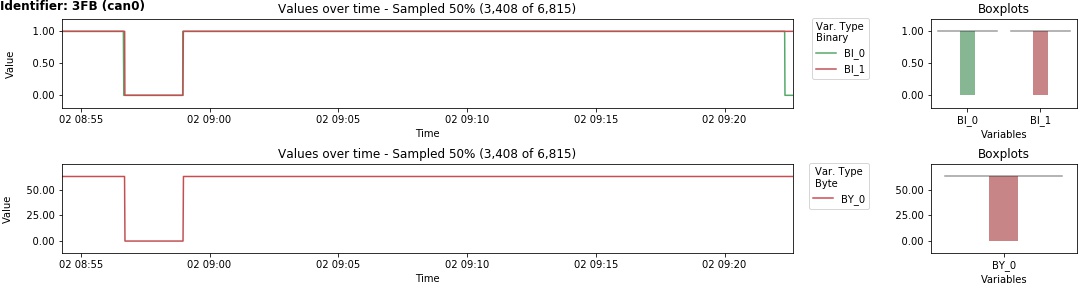 Identifier: 3FB (can0)
Values over time - Sampled 50% (3,408 of 6,815)
Value
1.00
0.50
0.00
02 08:55 02 09:00 02 09:05 02 09:10 02 09:15 02 09:20
Time
Var. Type
Binary
BI_0
BI_1
Boxplots
1.00
0.50
0.00
BI_0 BI_1
Variables
Values over time - Sampled 50% (3,408 of 6,815)
Value
50.00
25.00
0.00
02 08:55 02 09:00 02 09:05 02 09:10 02 09:15 02 09:20
Time
Var. Type
Byte
BY_0
Boxplots
50.00
25.00
0.00
BY_0
Variables